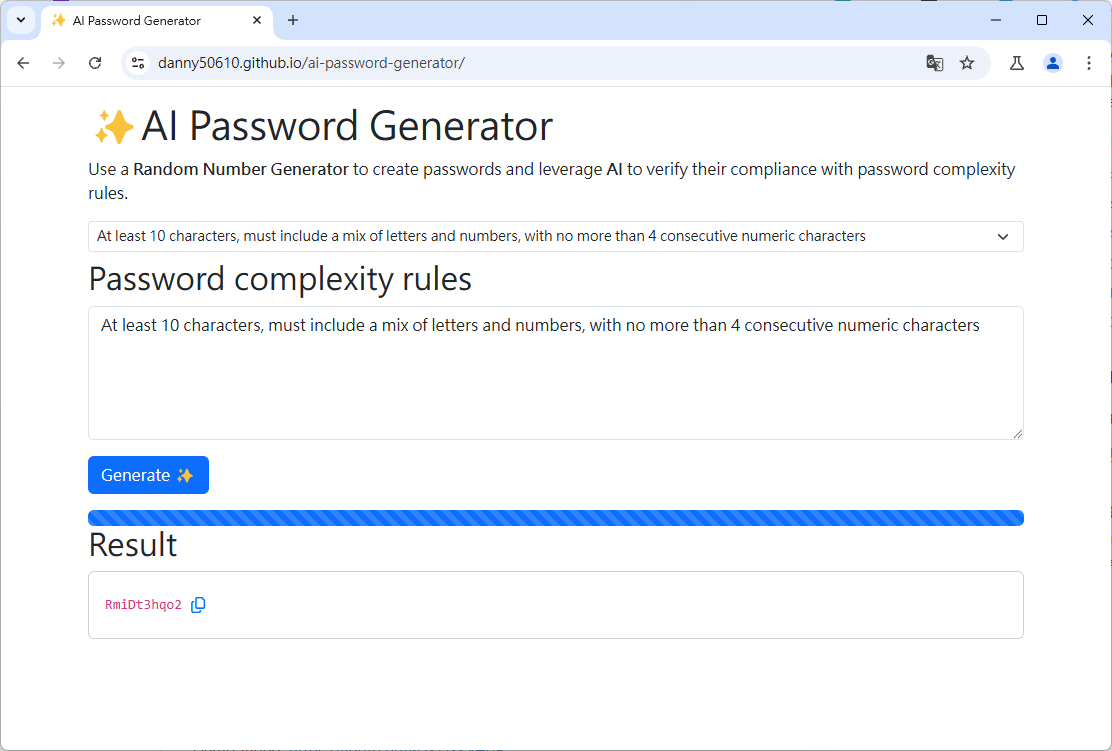 AI Password Generator
danny50610.github.io/ai-password-generator/
✨AI Password Generator
Use a Random Number Generator to create passwords and leverage AI to verify their compliance with password complexity
rules.
At least 10 characters, must include a mix of letters and numbers, with no more than 4 consecutive numeric characters
Password complexity rules
At least 10 characters, must include a mix of letters and numbers, with no more than 4 consecutive numeric characters
Generate ✨
Result
RmiDt3hqo2